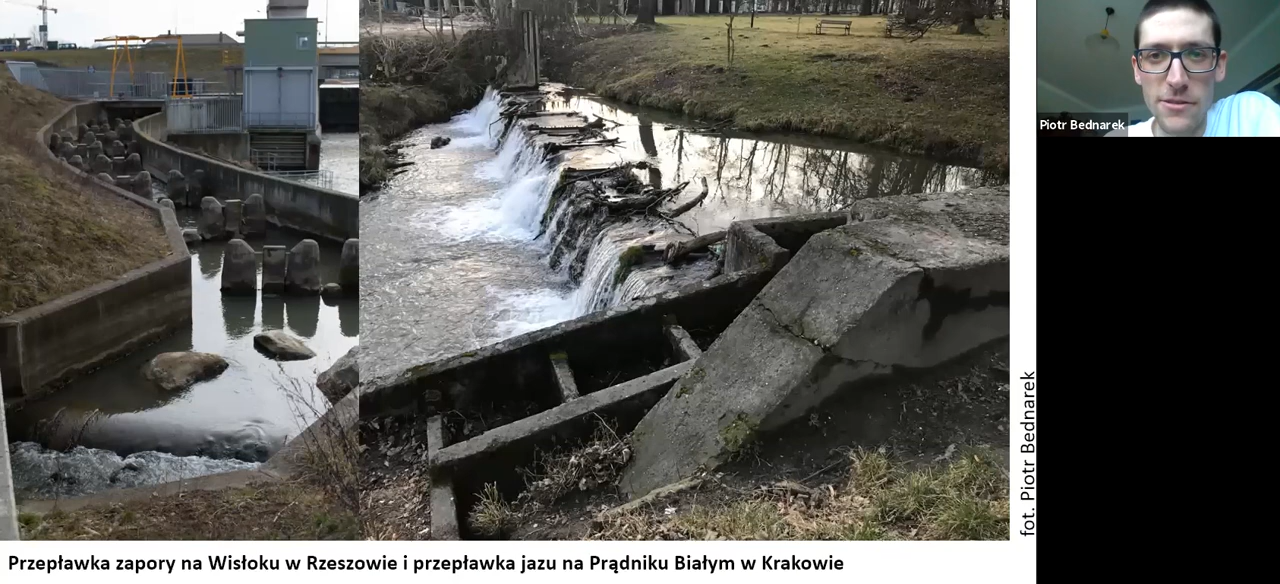 Piotr Bednarek
fot. Piotr Bednarek
Przepławka zapory na Wisłoku w Rzeszowie i przepławka jazu na Prądniku Białym w Krakowie